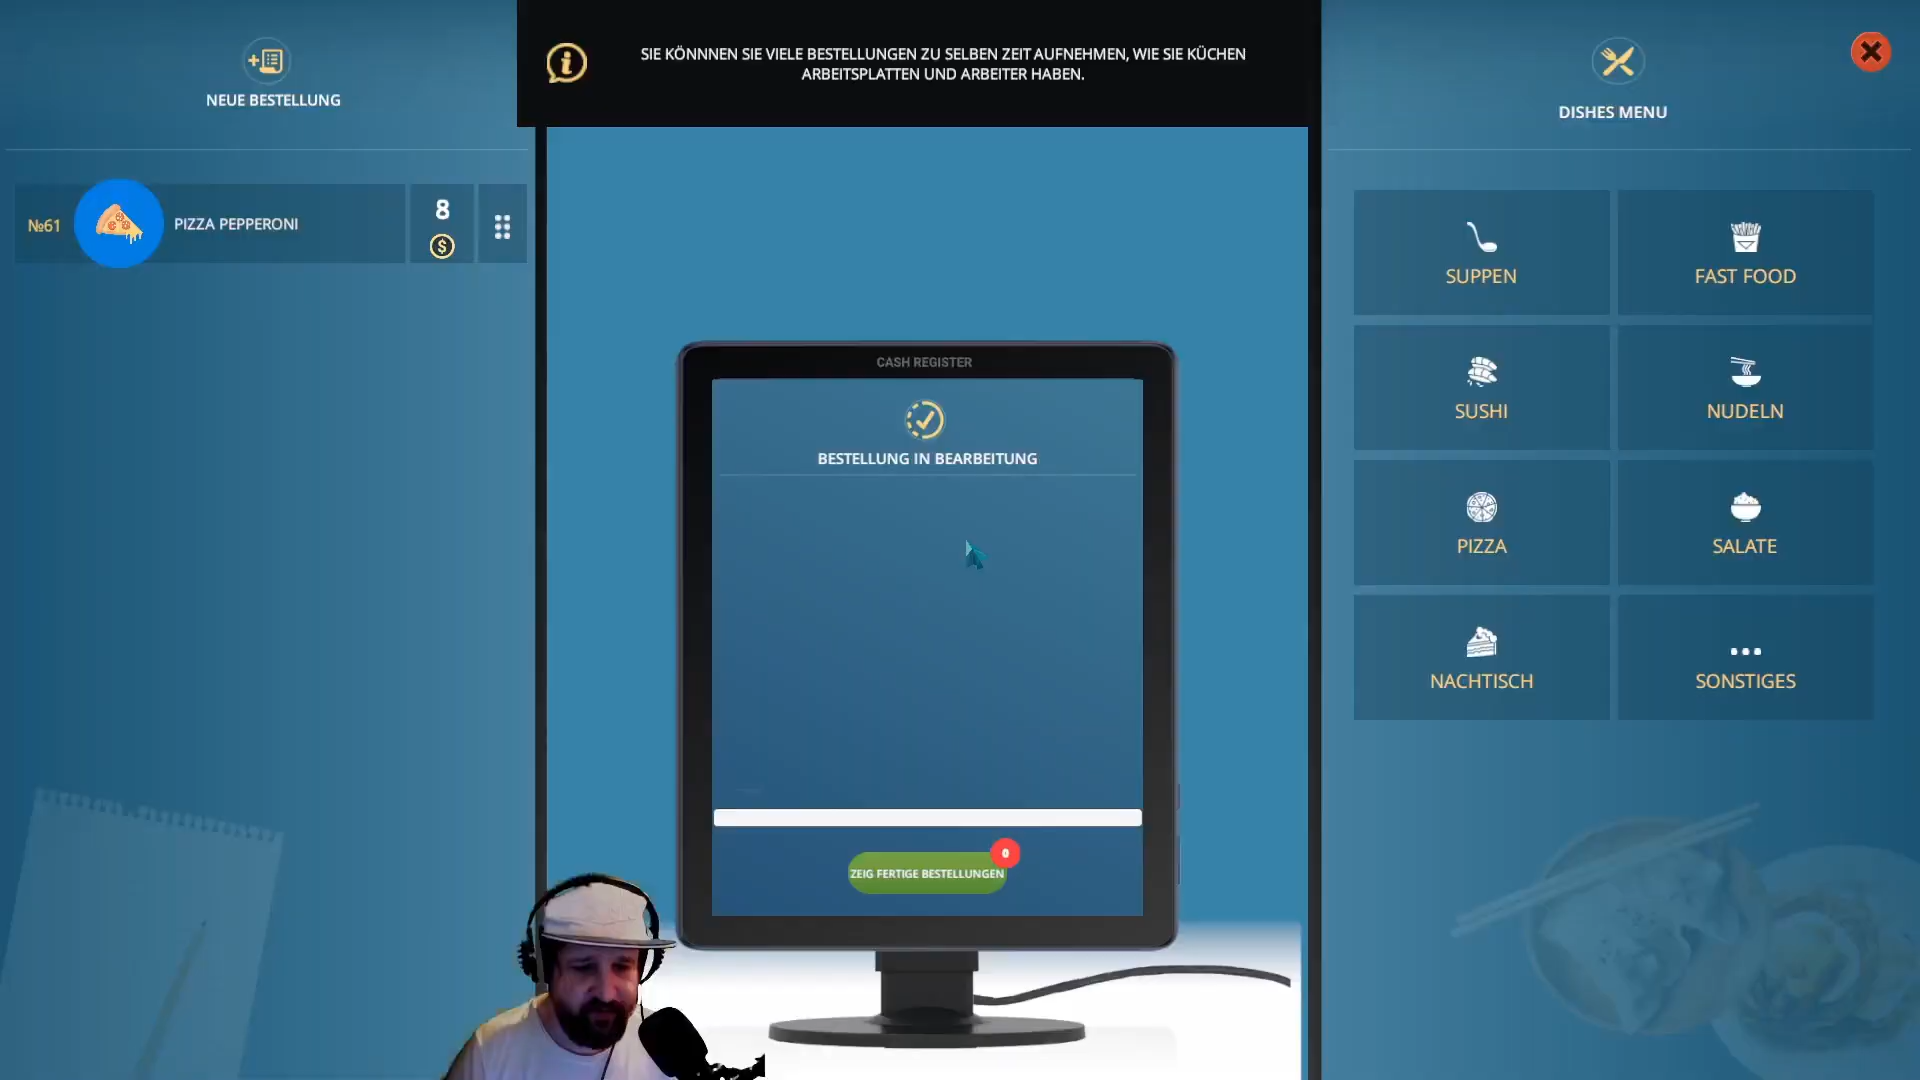 NEUE BESTELLUNG
№61
PIZZA PEPPERONI
8
SIE KÖNNNEN SIE VIELE BESTELLUNGEN ZU SELBEN ZEIT AUFNEHMEN, WIE SIE KÜCHEN
ARBEITSPLATTEN UND ARBEITER HABEN.
CASH REGISTER
BESTELLUNG IN BEARBEITUNG
0
ZEIG FERTIGE BESTELLUNGEN
DISHES MENU
SUPPEN
FAST FOOD
SUSHI
NUDELN
PIZZA
SALATE
NACHTISCH
SONSTIGES